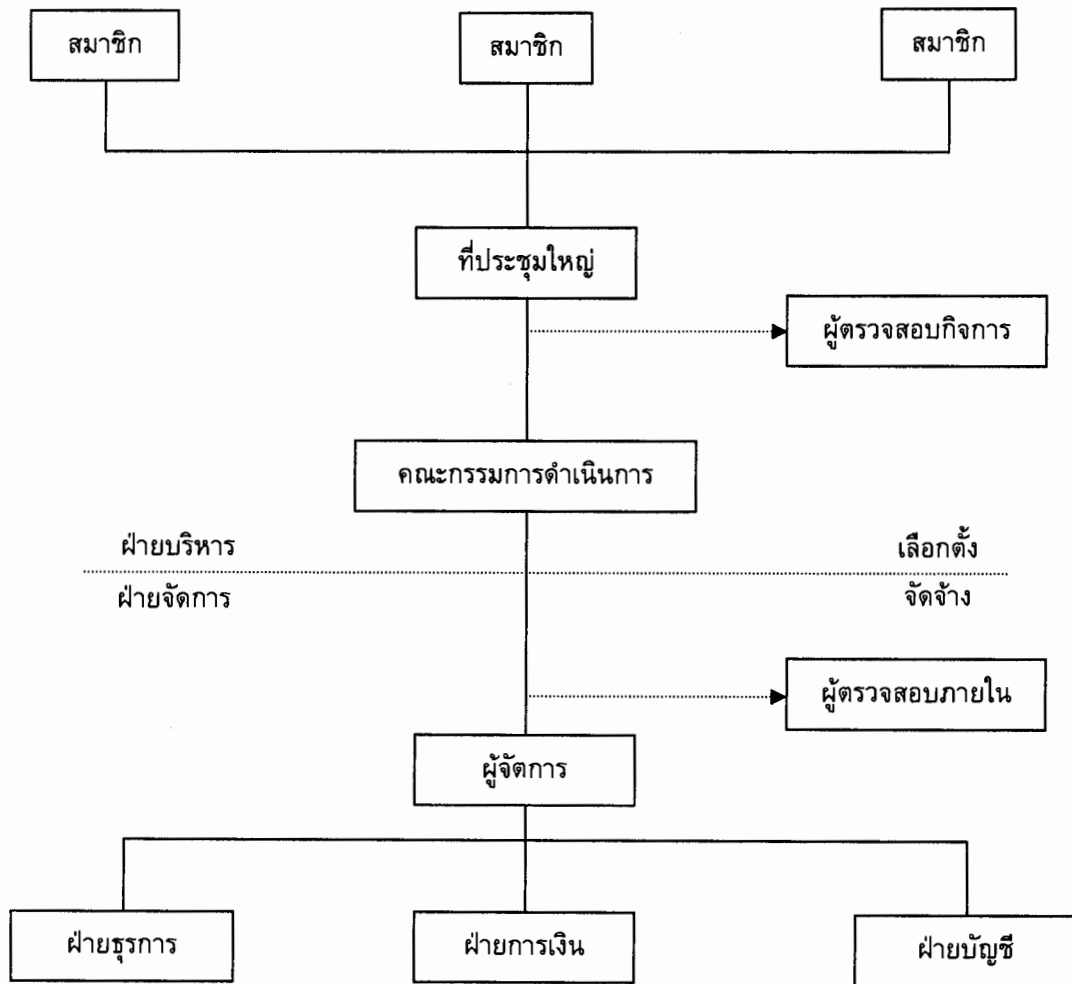 สมาชิก
สมาชิก
สมาชิก
ที่ประชุมใหญ่
ผู้ตรวจสอบกิจการ
คณะกรรมการดำเนินการ
ฝ่ายบริหาร
เลือกตั้ง
ฝ่ายจัดการ
จัดจ้าง
ผู้ตรวจสอบภายใน
ผู้จัตการ
ฝ่ายธุรการ
ฝ่ายการเงิน
ฝ่ายบัญชี